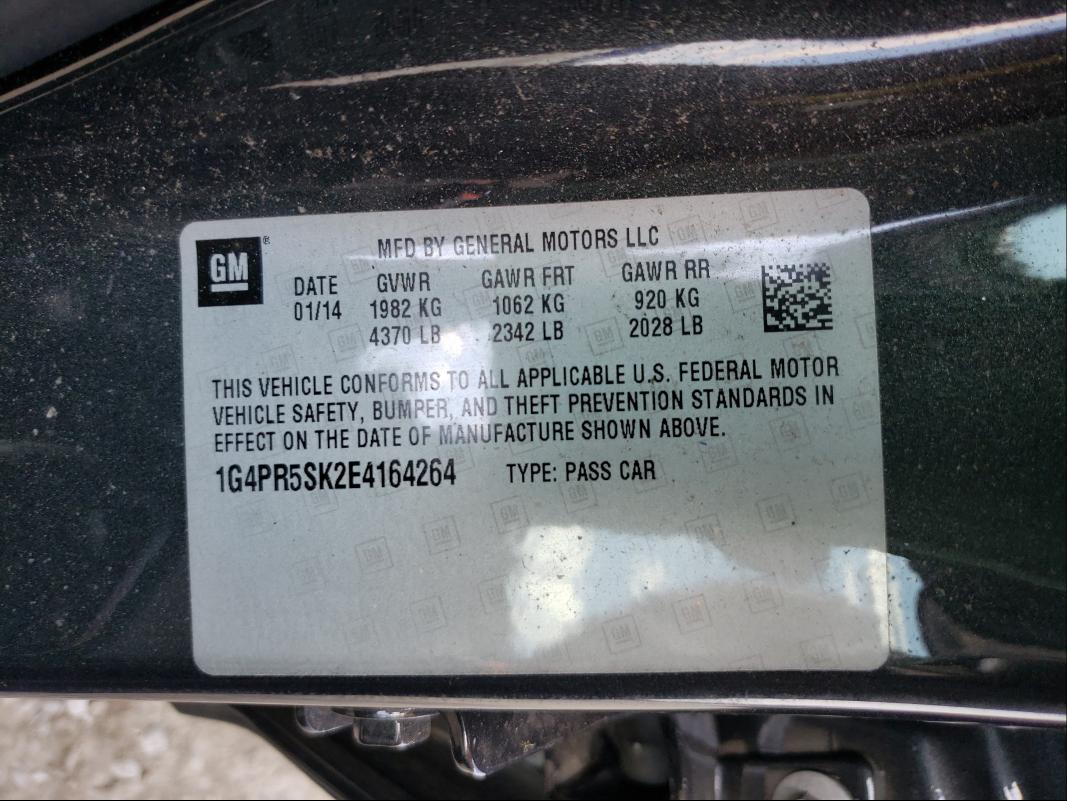 GM ®
MFD BY GENERAL MOTORS LLC
DATE GVWR GAWR FRT GAWR RR
01/14 1982 KG 1062 KG 920 KG
4370 LB 2342 LB 2028 LB
THIS VEHICLE CONFORMS TO ALL APPLICABLE U.S. FEDERAL MOTOR
VEHICLE SAFETY, BUMPER, AND THEFT PREVENTION STANDARDS IN
EFFECT ON THE DATE OF MANUFACTURE SHOWN ABOVE.
1G4PR5SK2E4164264 TYPE: PASS CAR